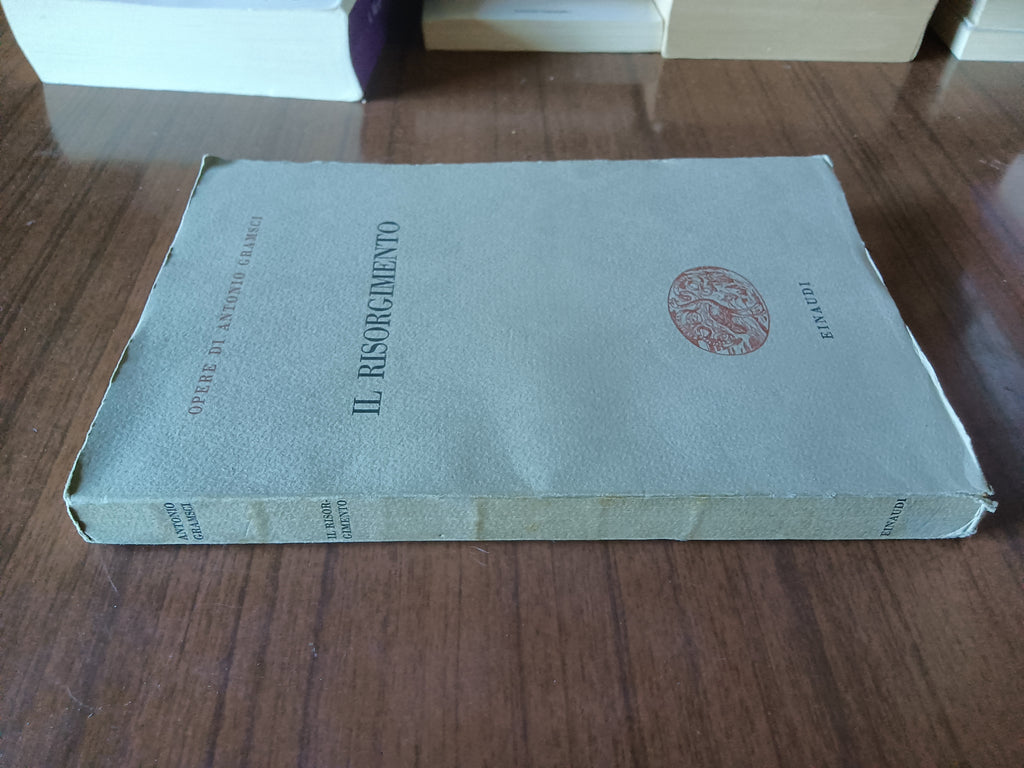 OPERE DI ANTONIO GRAMSCI
IL RISORGIMENTO
EINAUDI
ANTONIO
GRAMSCI
IL RISOR-
GIMENTO
EINAUDI